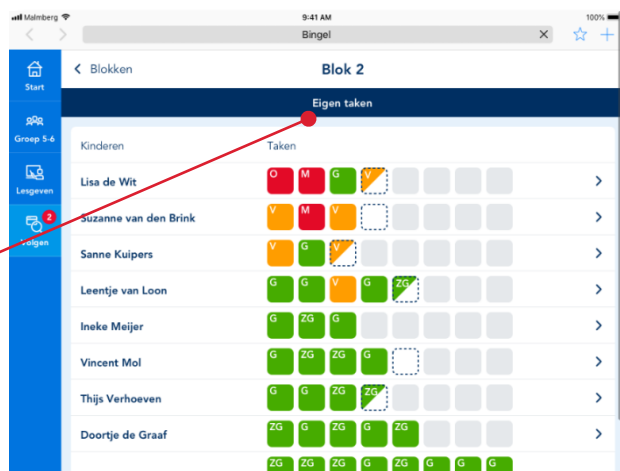 Malmberg 9:41 AM 100%
Bingel
Start
Groep 5-6
Lesgeven
2
Volgen
Blokken Blok 2
Eigen taken
Kinderen Taken
Lisa de Wit O M G V
Suzanne van den Brink V M V
Sanne Kuipers V G V
Leentje van Loon G G V G ZG
Ineke Meijer G ZG G
Vincent Mol G ZG ZG G
Thijs Verhoeven G G ZG ZG
Doortje de Graaf ZG G ZG G ZG
ZG ZG ZG G ZG G G G